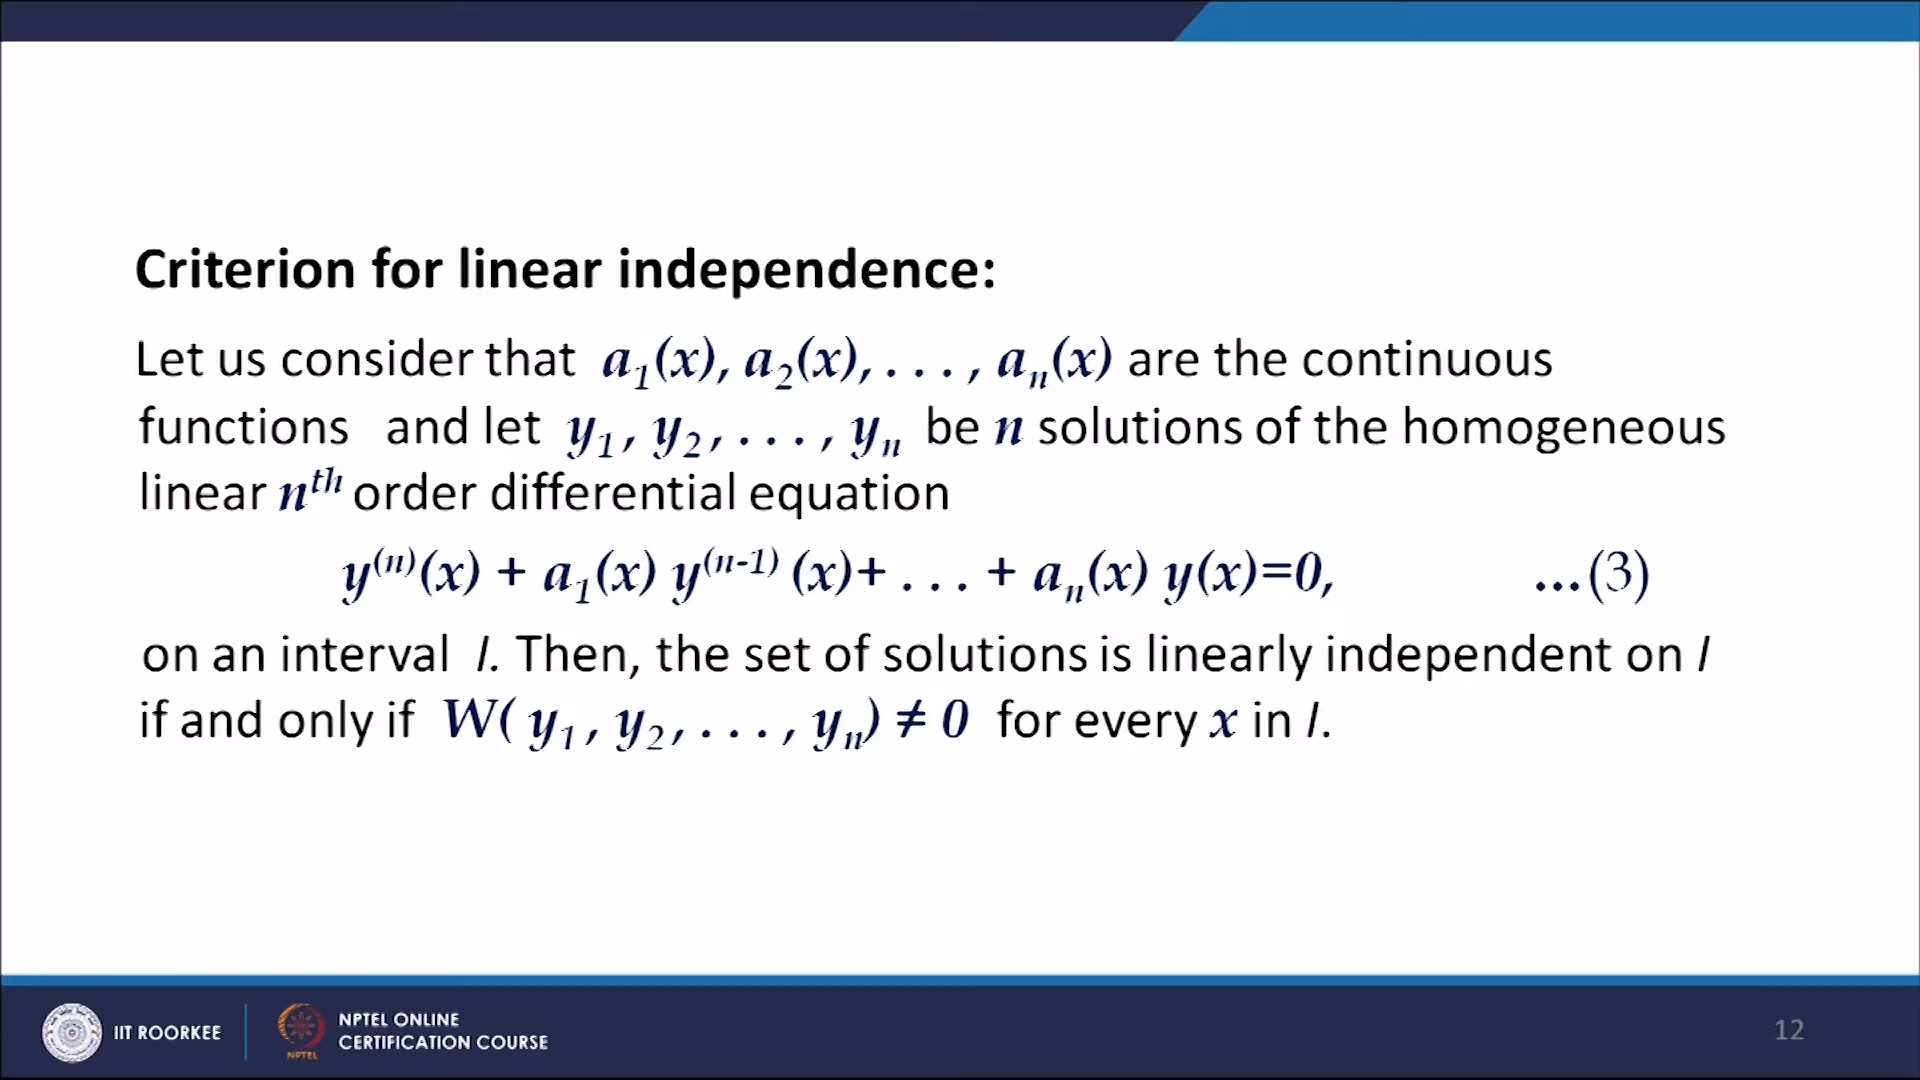 Criterion for linear independence:
Let us consider that a₁(x), a₂(x), . . . , aₙ(x) are the continuous
functions and let y₁, y₂, . . . , yₙ be n solutions of the homogeneous
linear nᵗʰ order differential equation
y⁽ⁿ⁾(x) + a₁(x) y⁽ⁿ⁻¹⁾ (x)+ . . . + aₙ(x) y(x)=0, ...(3)
on an interval I. Then, the set of solutions is linearly independent on I
if and only if W( y₁, y₂, . . . , yₙ) ≠ 0 for every x in I.
IIT ROORKEE
NPTEL
NPTEL ONLINE
CERTIFICATION COURSE
12